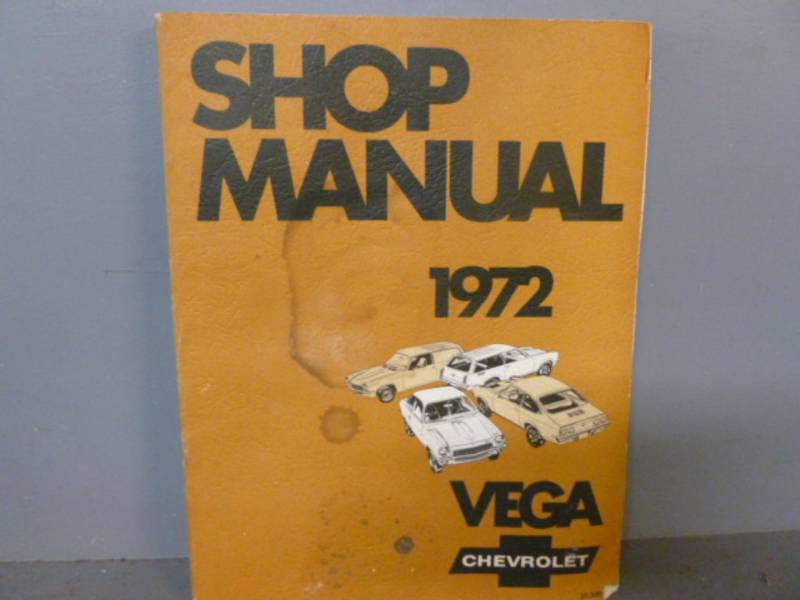 SHOP
MANUAL
1972
VEGA
CHEVROLET